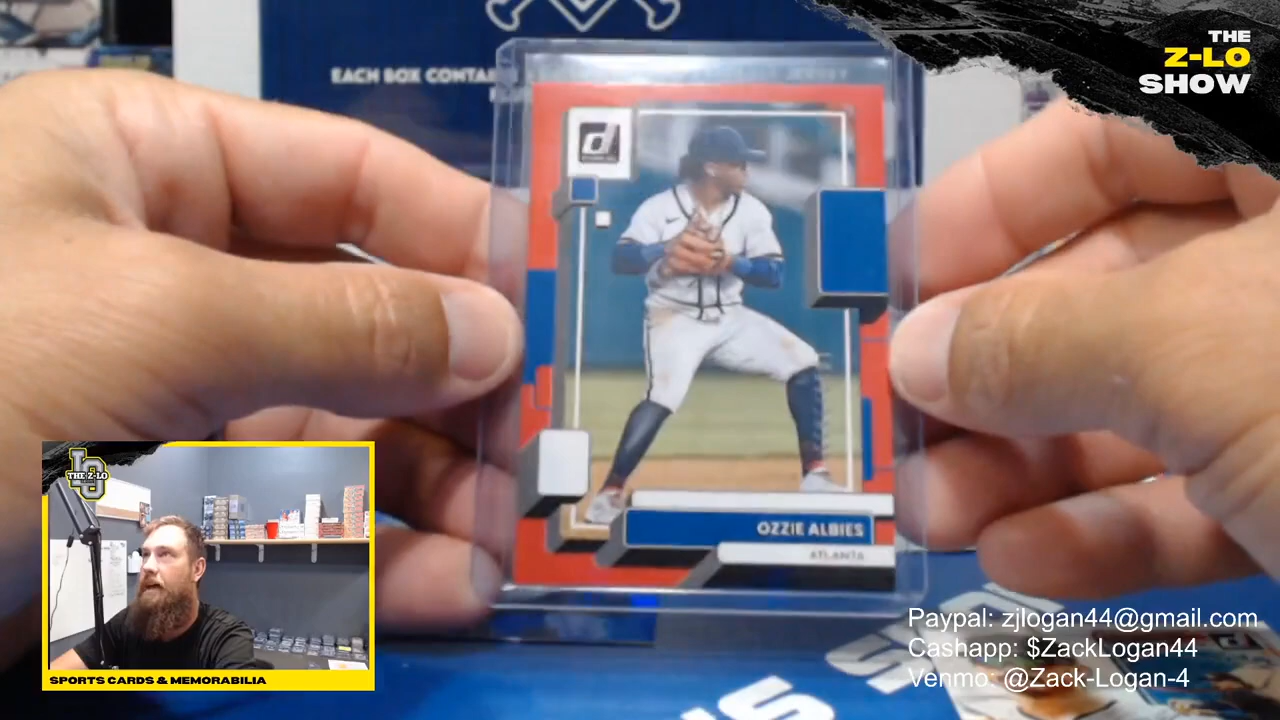 EACH BOX CONTA
THE
Z-LO
SHOW
d
OZZIE ALBIES
ATLANTA
THE Z-LO
SPORTS CARDS & MEMORABILIA
Paypal: zjlogan44@gmail.com
Cashapp: $ZackLogan44
Venmo: @Zack-Logan-4